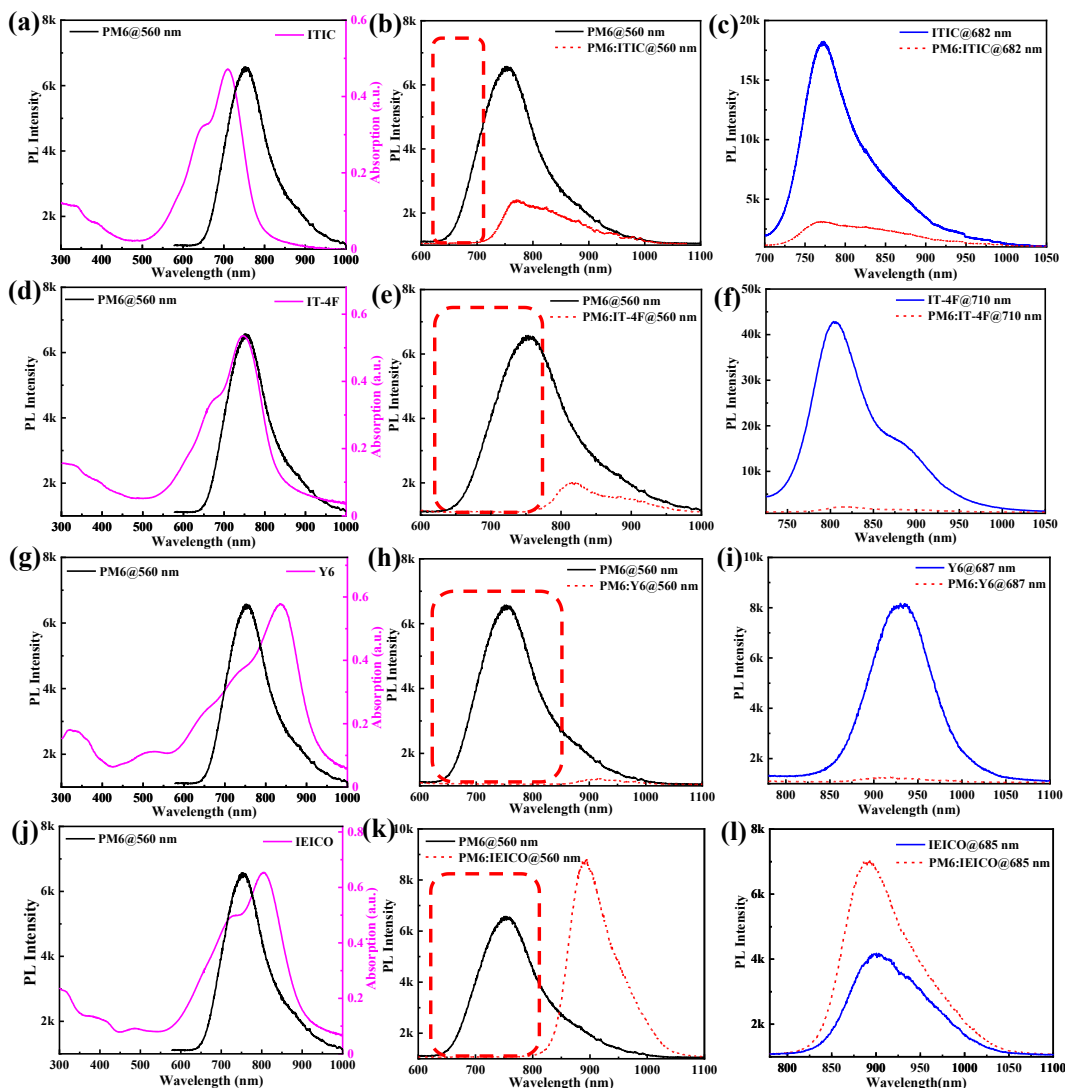 (a)
PM6@560 nm
ITIC
8k
6k
4k
2k
PL Intensity
0.6
0.4
0.2
0
Absorption (a.u.)
300 400 500 600 700 800 900 1000
Wavelength (nm)
(b)
PM6@560 nm
PM6:ITIC@560 nm
8k
6k
4k
2k
PL Intensity
600 700 800 900 1000 1100
Wavelength (nm)
(c)
ITIC@682 nm
PM6:ITIC@682 nm
20k
15k
10k
5k
PL Intensity
700 750 800 850 900 950 1000 1050
Wavelength (nm)
(d)
PM6@560 nm
IT-4F
8k
6k
4k
2k
PL Intensity
0.6
0.4
0.2
0
Absorption (a.u.)
300 400 500 600 700 800 900 1000
Wavelength (nm)
(e)
PM6@560 nm
PM6:IT-4F@560 nm
8k
6k
4k
2k
PL Intensity
600 700 800 900 1000
Wavelength (nm)
(f)
IT-4F@710 nm
PM6:IT-4F@710 nm
50k
40k
30k
20k
10k
PL Intensity
750 800 850 900 950 1000 1050
Wavelength (nm)
(g)
PM6@560 nm
Y6
8k
6k
4k
2k
PL Intensity
0.6
0.4
0.2
0
Absorption (a.u.)
300 400 500 600 700 800 900 1000
Wavelength (nm)
(h)
PM6@560 nm
PM6:Y6@560 nm
8k
6k
4k
2k
PL Intensity
600 700 800 900 1000 1100
Wavelength (nm)
(i)
Y6@687 nm
PM6:Y6@687 nm
10k
8k
6k
4k
2k
PL Intensity
800 850 900 950 1000 1050 1100
Wavelength (nm)
(j)
PM6@560 nm
IEICO
8k
6k
4k
2k
PL Intensity
0.8
0.6
0.4
0.2
0
Absorption (a.u.)
300 400 500 600 700 800 900 1000
Wavelength (nm)
(k)
PM6@560 nm
PM6:IEICO@560 nm
10k
8k
6k
4k
2k
PL Intensity
600 700 800 900 1000 1100
Wavelength (nm)
(l)
IEICO@685 nm
PM6:IEICO@685 nm
8k
6k
4k
2k
PL Intensity
800 850 900 950 1000 1050 1100
Wavelength (nm)